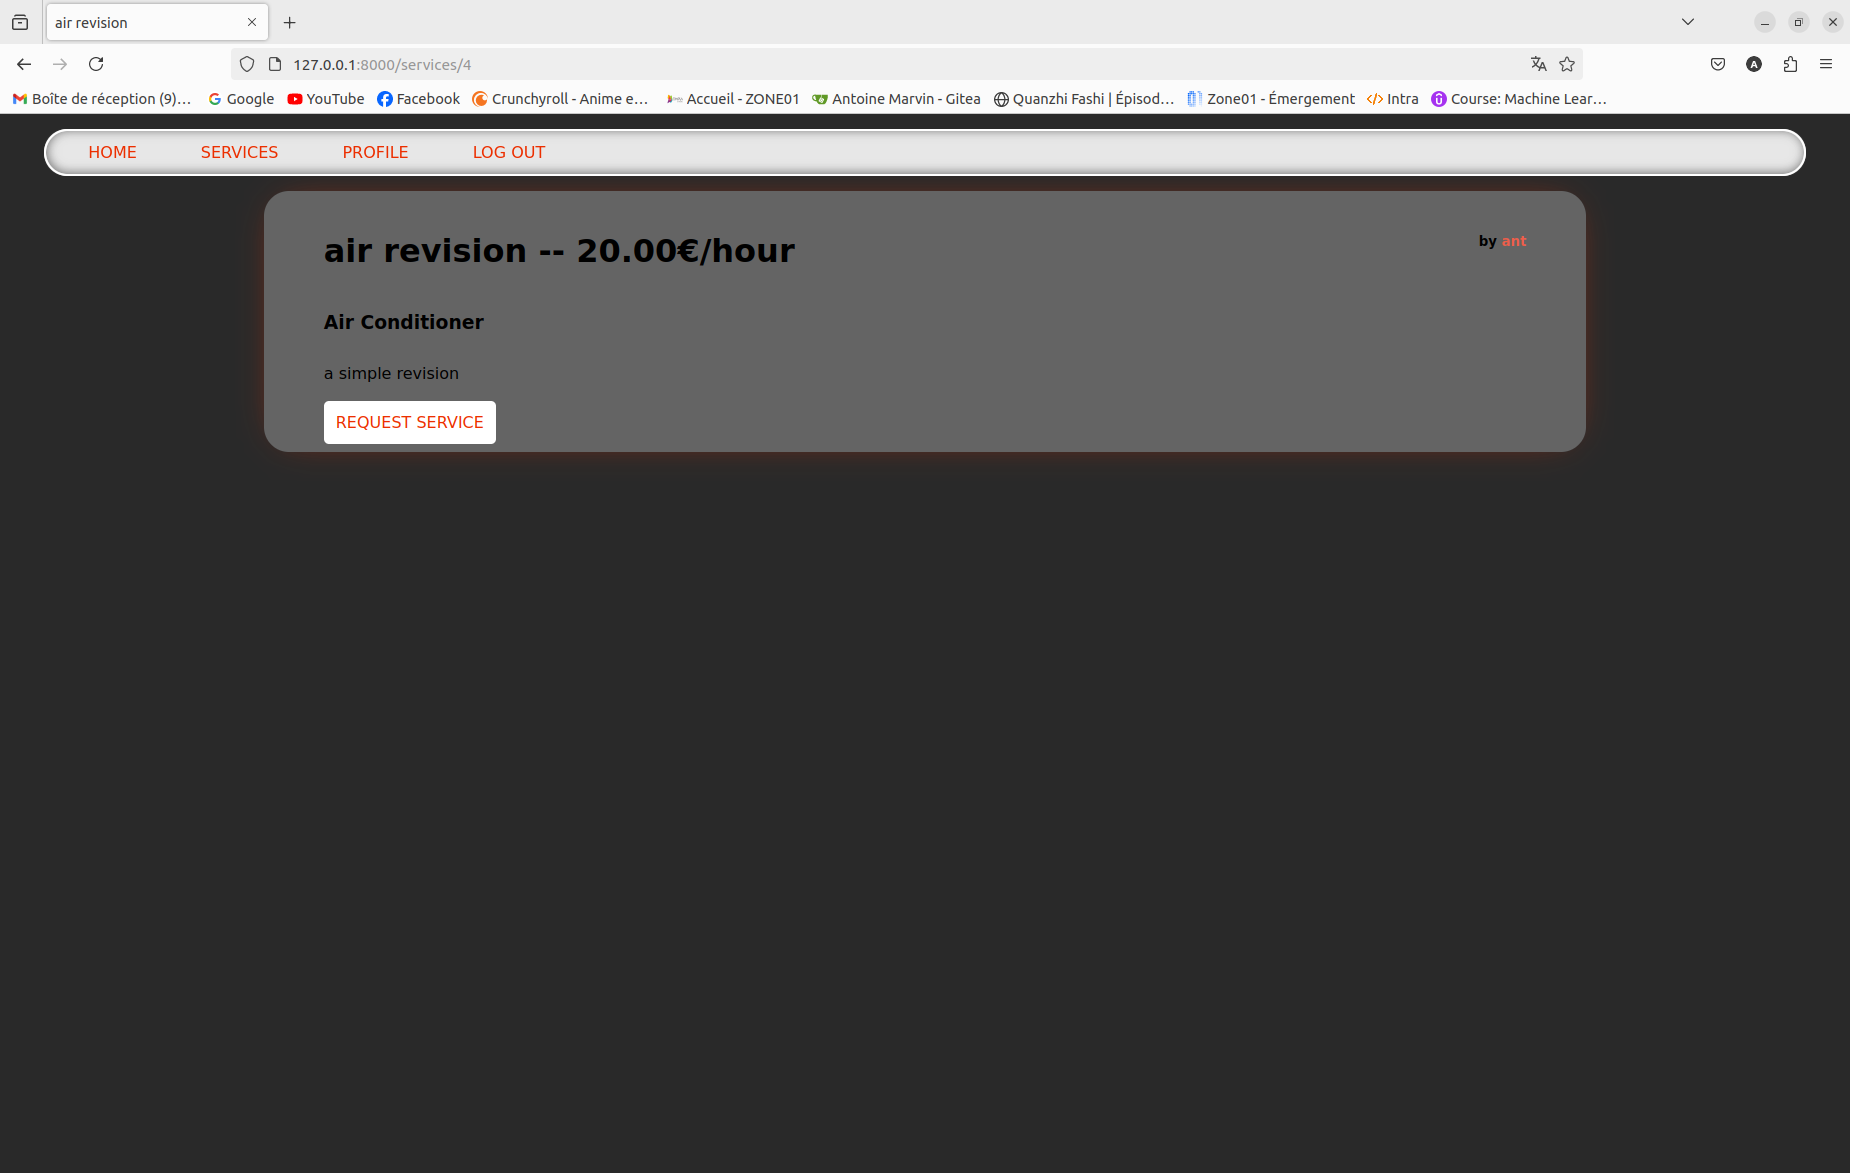 air revision
127.0.0.1:8000/services/4
A
Boîte de réception (9)… Google YouTube Facebook Crunchyroll - Anime e… Accueil - ZONE01 Antoine Marvin - Gitea Quanzhi Fashi | Épisod… Zone01 - Émergement Intra Course: Machine Lear…
HOME SERVICES PROFILE LOG OUT
air revision -- 20.00€/hour
by ant
Air Conditioner
a simple revision
REQUEST SERVICE